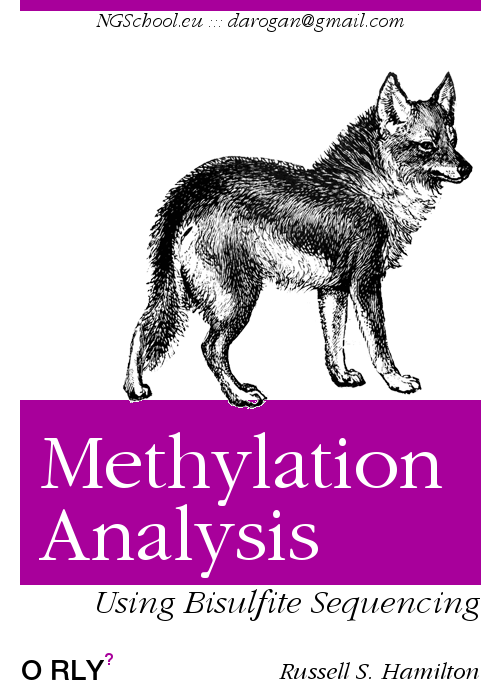 NGSchool.eu ::: darogan@gmail.com
Methylation
Analysis
Using Bisulfite Sequencing
O RLY?
Russell S. Hamilton